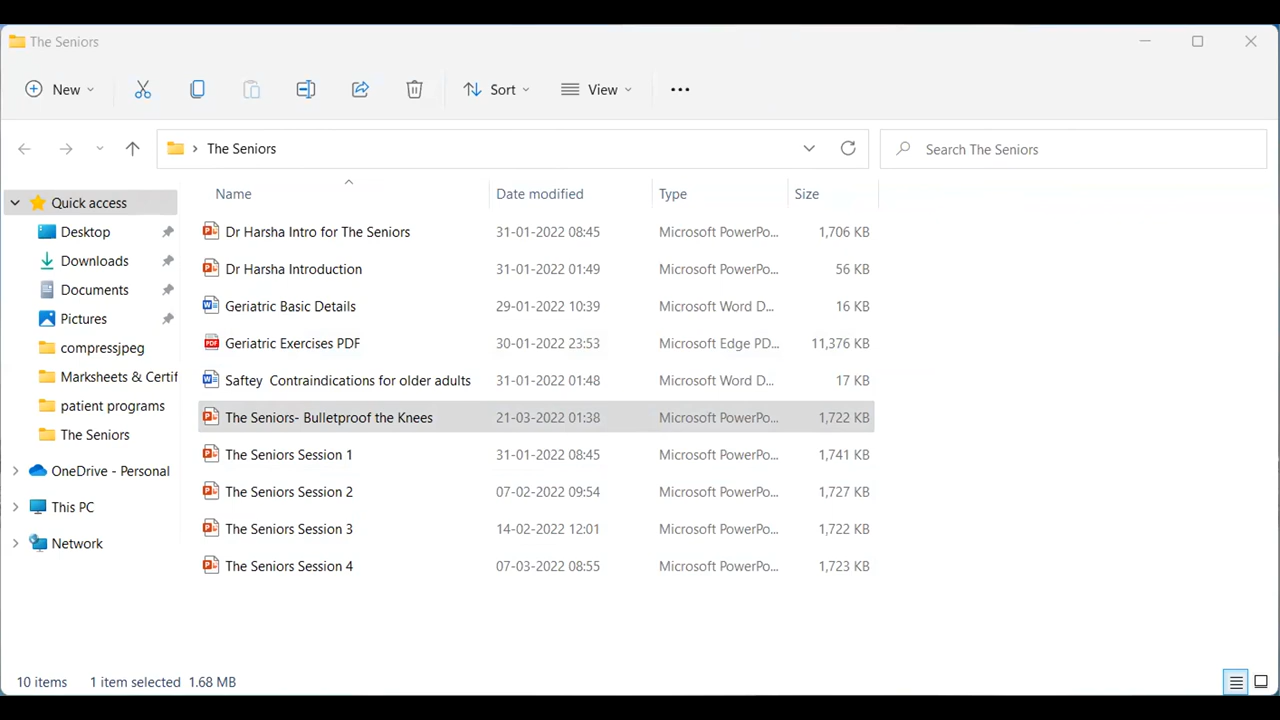 The Seniors
New
Sort
View
The Seniors
Search The Seniors
Name Date modified Type Size
Quick access
Desktop
Downloads
Documents
Pictures
compressjpeg
Marksheets & Certif
patient programs
The Seniors
OneDrive - Personal
This PC
Network
Dr Harsha Intro for The Seniors 31-01-2022 08:45 Microsoft PowerPo... 1,706 KB
Dr Harsha Introduction 31-01-2022 01:49 Microsoft PowerPo... 56 KB
Geriatric Basic Details 29-01-2022 10:39 Microsoft Word D... 16 KB
Geriatric Exercises PDF 30-01-2022 23:53 Microsoft Edge PD... 11,376 KB
Saftey Contraindications for older adults 31-01-2022 01:48 Microsoft Word D... 17 KB
The Seniors- Bulletproof the Knees 21-03-2022 01:38 Microsoft PowerPo... 1,722 KB
The Seniors Session 1 31-01-2022 08:45 Microsoft PowerPo... 1,741 KB
The Seniors Session 2 07-02-2022 09:54 Microsoft PowerPo... 1,727 KB
The Seniors Session 3 14-02-2022 12:01 Microsoft PowerPo... 1,722 KB
The Seniors Session 4 07-03-2022 08:55 Microsoft PowerPo... 1,723 KB
10 items 1 item selected 1.68 MB